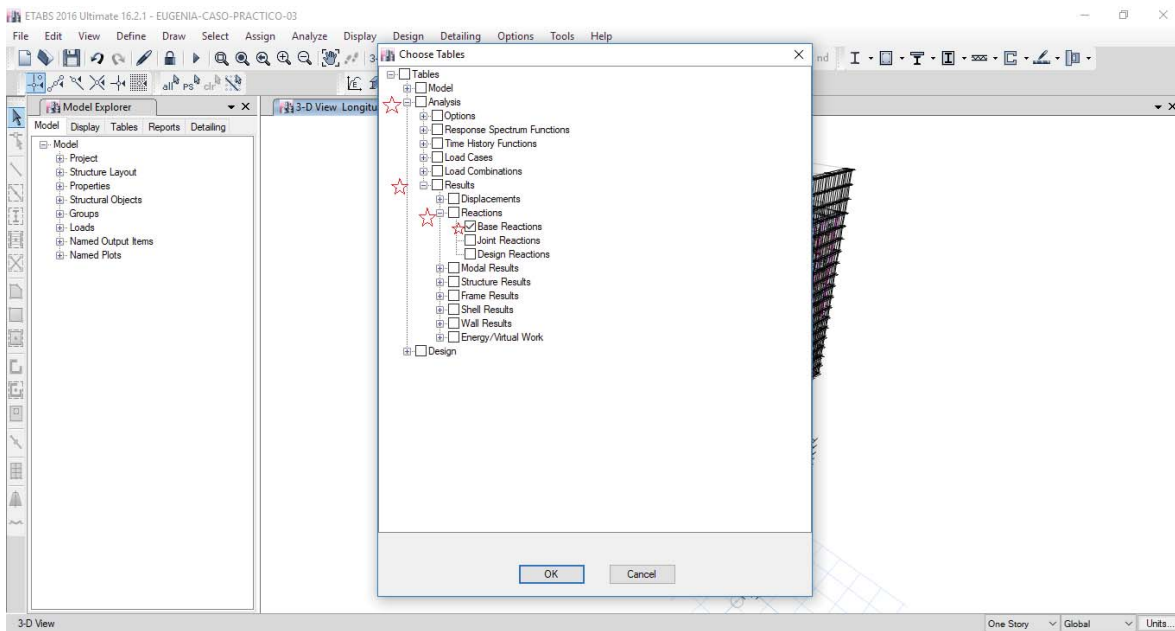 ETABS 2016 Ultimate 16.2.1 - EUGENIA-CASO-PRACTICO-03
File Edit View Define Draw Select Assign Analyze Display Design Detailing Options Tools Help
Model Explorer
Model Display Tables Reports Detailing
Model
Project
Structure Layout
Properties
Structural Objects
Groups
Loads
Named Output Items
Named Plots
3-D View Longitu
Choose Tables
Tables
Model
Analysis
Options
Response Spectrum Functions
Time History Functions
Load Cases
Load Combinations
Results
Displacements
Reactions
Base Reactions
Joint Reactions
Design Reactions
Modal Results
Structure Results
Frame Results
Shell Results
Wall Results
Energy/Virtual Work
Design
OK Cancel
3-D View One Story Global Units...